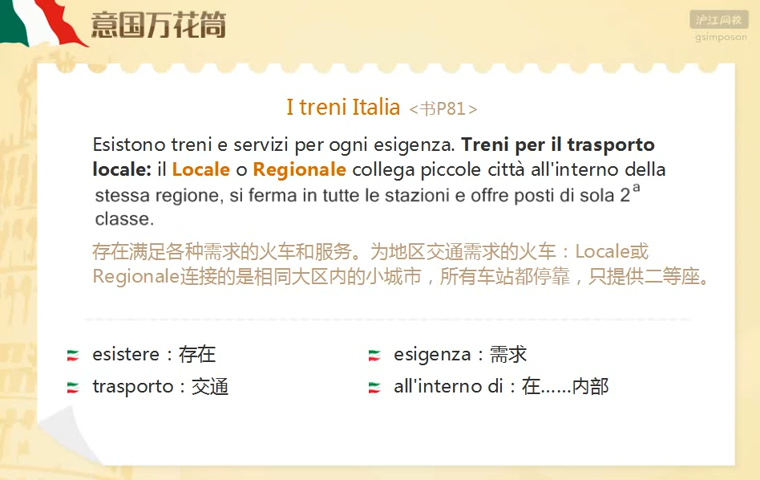 意国万花筒
沪江网校
gsimposon
I treni Italia <书P81>
Esistono treni e servizi per ogni esigenza. Treni per il trasporto
locale: il Locale o Regionale collega piccole città all'interno della
stessa regione, si ferma in tutte le stazioni e offre posti di sola 2ª
classe.
存在满足各种需求的火车和服务。为地区交通需求的火车：Locale或
Regionale连接的是相同大区内的小城市，所有车站都停靠，只提供二等座。
esistere：存在
esigenza：需求
trasporto：交通
all'interno di：在……内部